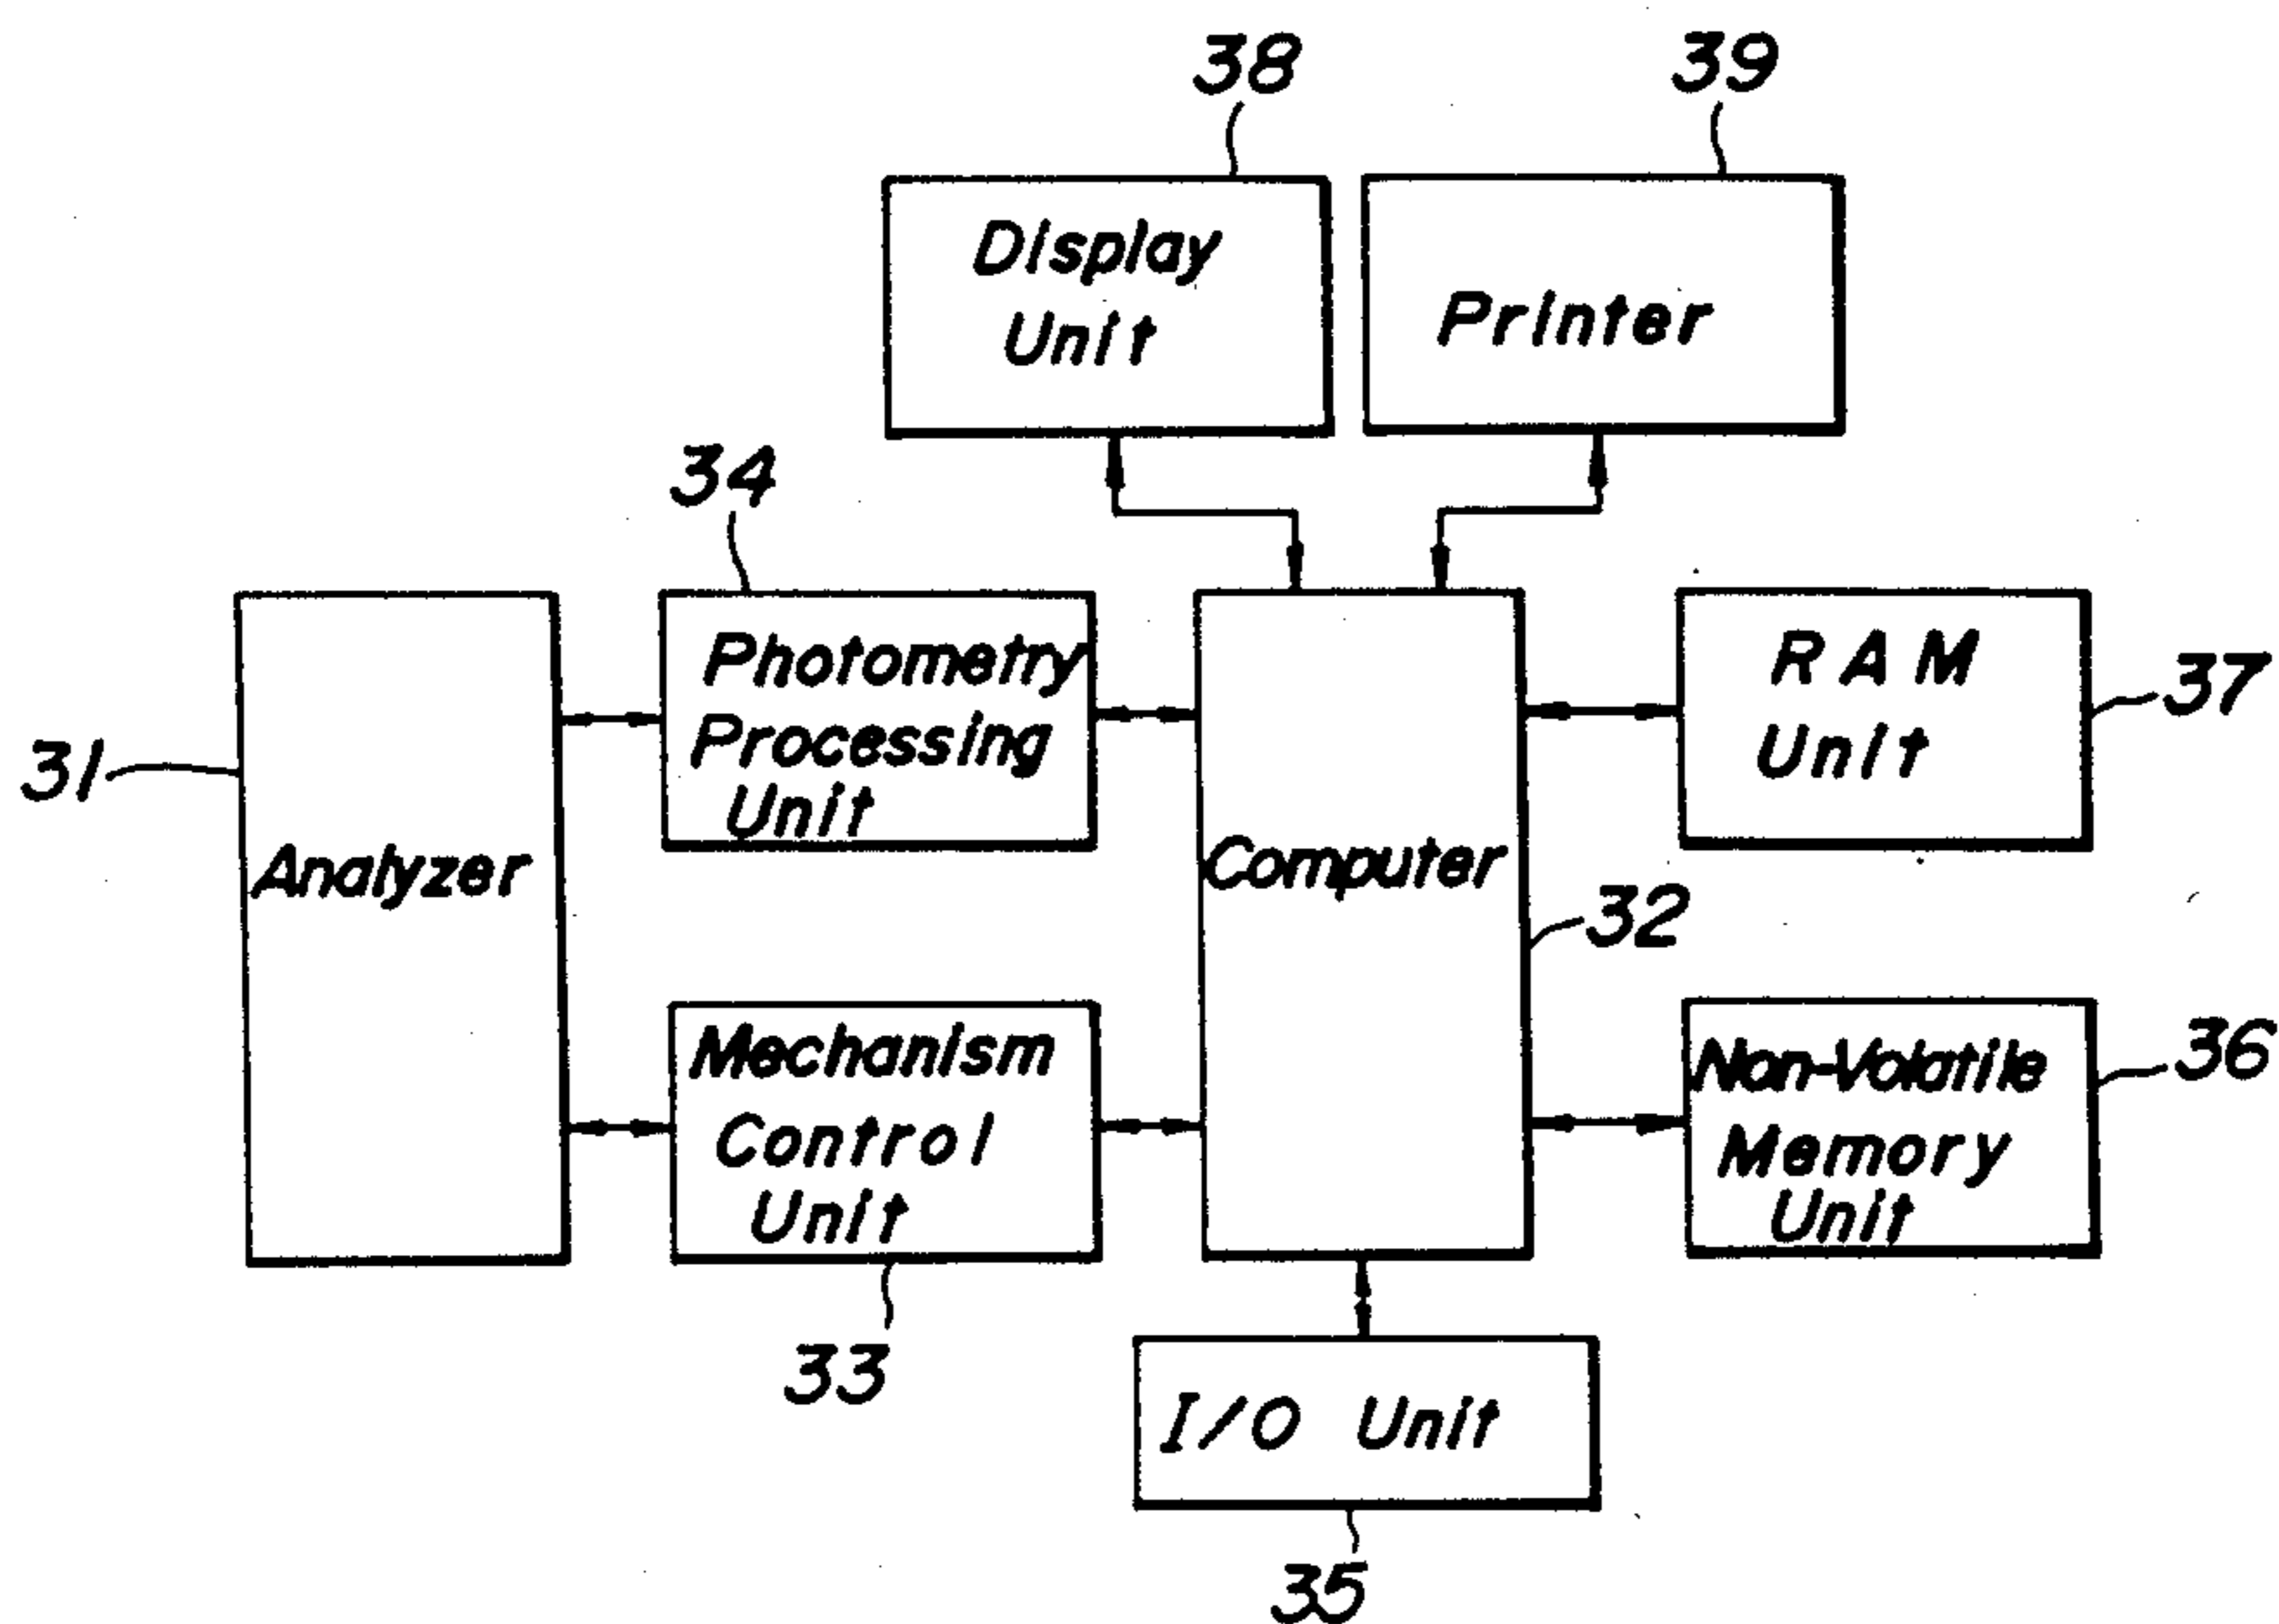 38
39
Display
Unit
Printer
34
Photometry
Processing
Unit
RAM
Unit
37
31
Analyzer
Computer
32
Mechanism
Control
Unit
Non-Volatile
Memory
Unit
36
33
I/O Unit
35